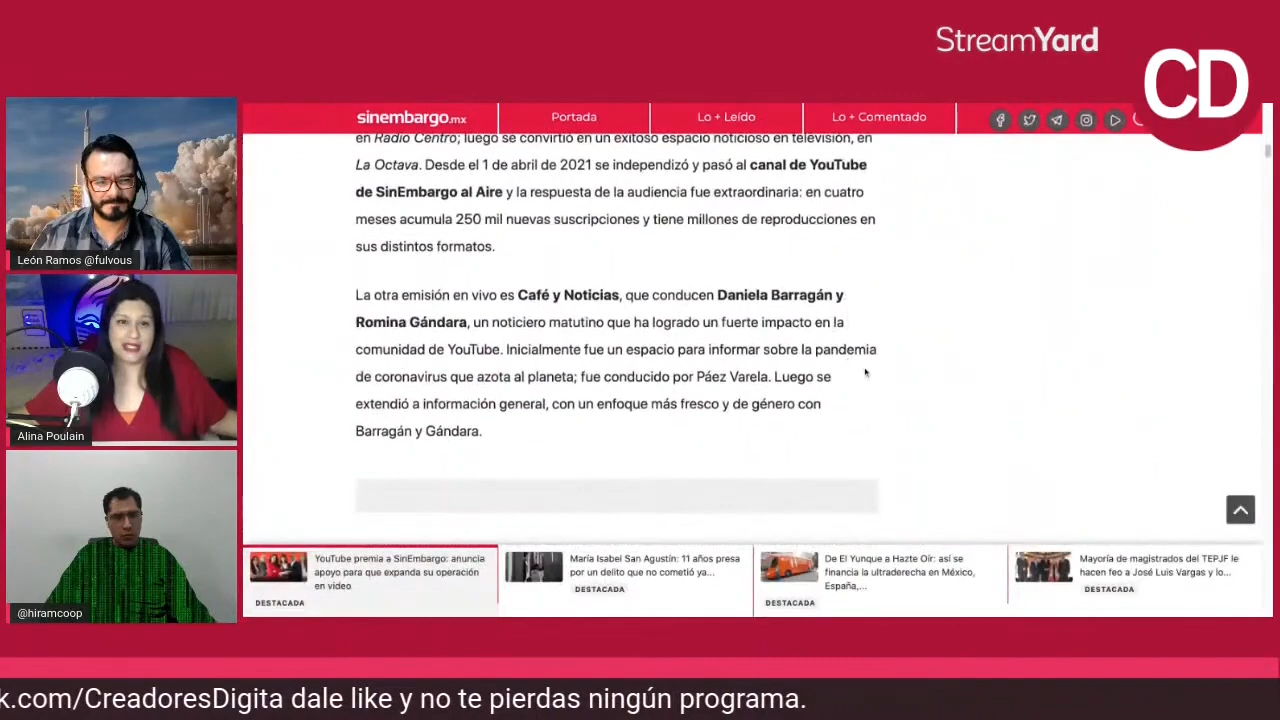 StreamYard
CD
sinembargo.mx
Portada
Lo + Leído
Lo + Comentado
en Radio Centro; luego se convirtió en un exitoso espacio noticioso en televisión, en
La Octava. Desde el 1 de abril de 2021 se independizó y pasó al canal de YouTube
de SinEmbargo al Aire y la respuesta de la audiencia fue extraordinaria: en cuatro
meses acumula 250 mil nuevas suscripciones y tiene millones de reproducciones en
sus distintos formatos.
La otra emisión en vivo es Café y Noticias, que conducen Daniela Barragán y
Romina Gándara, un noticiero matutino que ha logrado un fuerte impacto en la
comunidad de YouTube. Inicialmente fue un espacio para informar sobre la pandemia
de coronavirus que azota al planeta; fue conducido por Páez Varela. Luego se
extendió a información general, con un enfoque más fresco y de género con
Barragán y Gándara.
León Ramos @fulvous
Alina Poulain
@hiramcoop
YouTube premia a SinEmbargo: anuncia
apoyo para que expanda su operación
en video
DESTACADA
María Isabel San Agustín: 11 años presa
por un delito que no cometió ya...
DESTACADA
De El Yunque a Hazte Oír: así se
financia la ultraderecha en México,
España,...
DESTACADA
Mayoría de magistrados del TEPJF le
hacen feo a José Luis Vargas y lo...
DESTACADA
k.com/CreadoresDigita dale like y no te pierdas ningún programa.